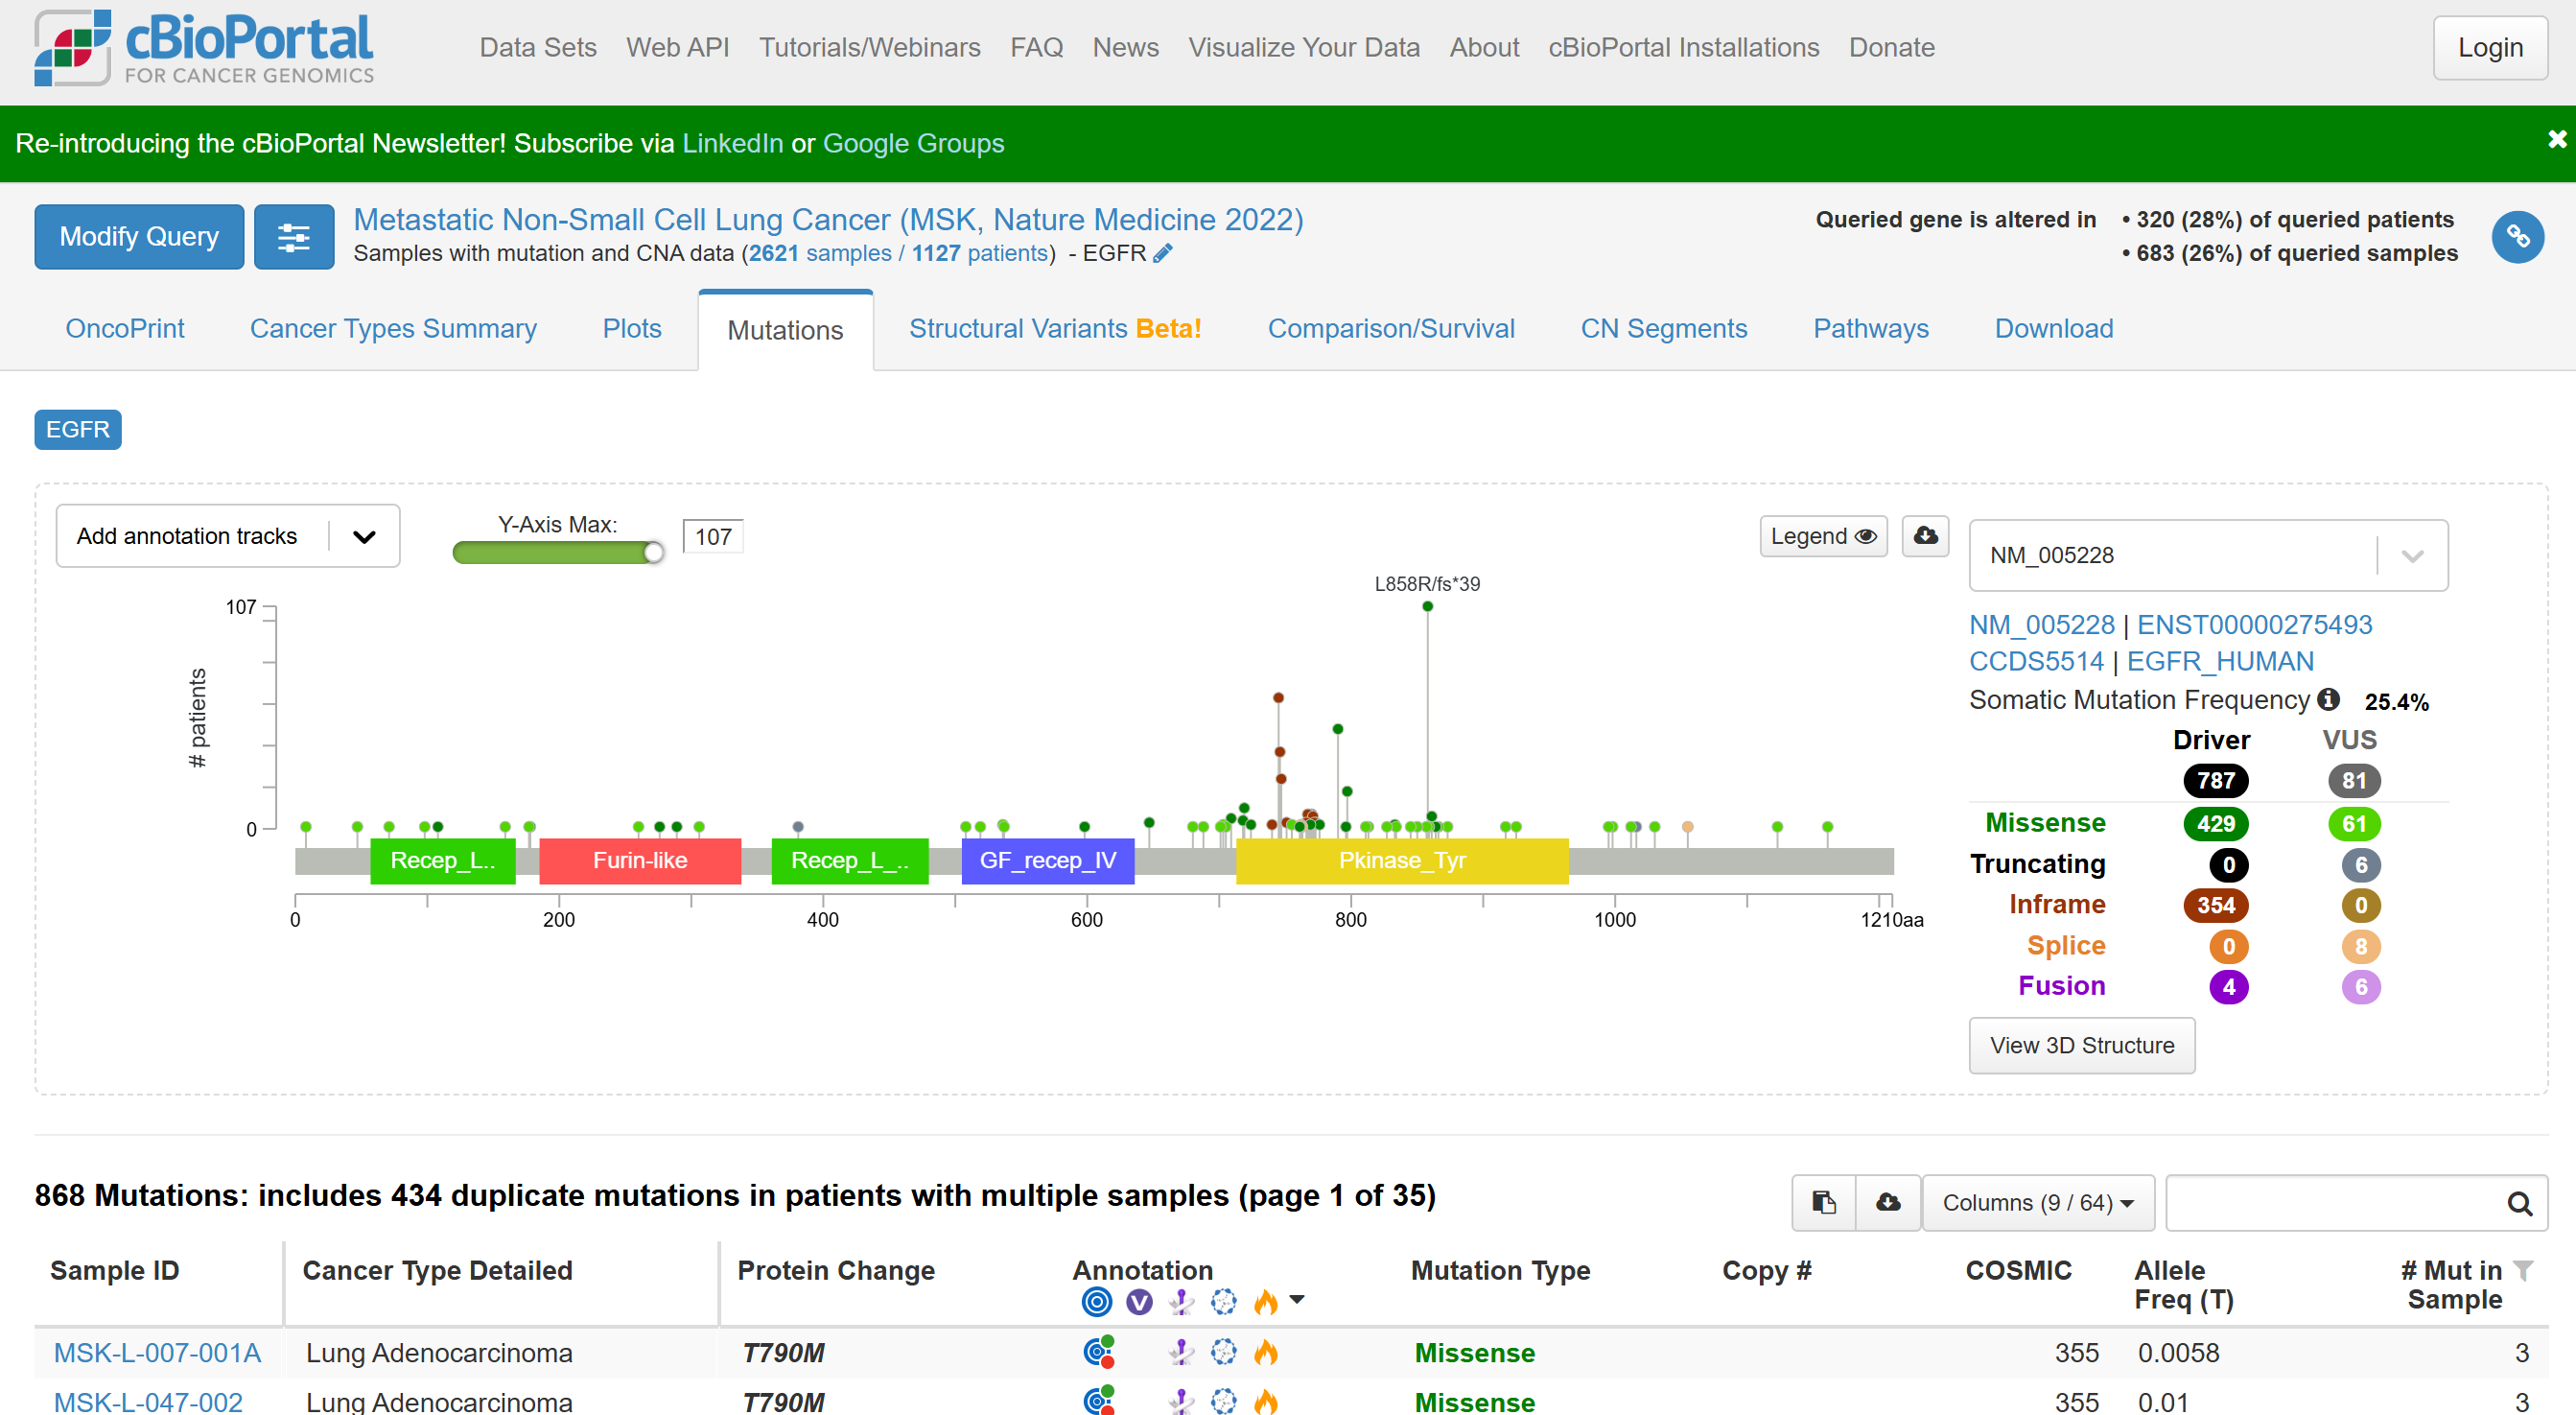 cBioPortal
FOR CANCER GENOMICS
Data Sets Web API Tutorials/Webinars FAQ News Visualize Your Data About cBioPortal Installations Donate
Login
Re-introducing the cBioPortal Newsletter! Subscribe via LinkedIn or Google Groups
Modify Query
Metastatic Non-Small Cell Lung Cancer (MSK, Nature Medicine 2022)
Samples with mutation and CNA data (2621 samples / 1127 patients) - EGFR
Queried gene is altered in • 320 (28%) of queried patients
• 683 (26%) of queried samples
OncoPrint Cancer Types Summary Plots Mutations Structural Variants Beta! Comparison/Survival CN Segments Pathways Download
EGFR
Add annotation tracks
Y-Axis Max:
107
Legend
L858R/fs*39
107
# patients
0
Recep_L.. Furin-like Recep_L_.. GF_recep_IV Pkinase_Tyr
0 200 400 600 800 1000 1210aa
NM_005228
NM_005228 | ENST00000275493
CCDS5514 | EGFR_HUMAN
Somatic Mutation Frequency 25.4%
Driver VUS
787 81
Missense 429 61
Truncating 0 6
Inframe 354 0
Splice 0 8
Fusion 4 6
View 3D Structure
868 Mutations: includes 434 duplicate mutations in patients with multiple samples (page 1 of 35)
Columns (9 / 64)
Sample ID Cancer Type Detailed Protein Change Annotation Mutation Type Copy # COSMIC Allele Freq (T) # Mut in Sample
V
MSK-L-007-001A Lung Adenocarcinoma T790M Missense 355 0.0058 3
MSK-L-047-002 Lung Adenocarcinoma T790M Missense 355 0.01 3